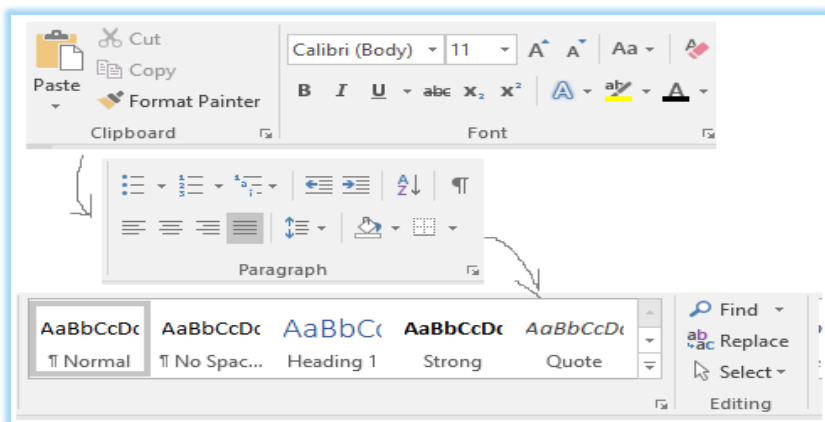 Cut
Copy
Paste
Format Painter
Clipboard
Calibri (Body) 11 A A Aa A
B I U abc X₂ X² A ab A
Font
Paragraph
AaBbCcDc AaBbCcDc AaBbC AaBbCcDc AaBbCcDc
¶ Normal ¶ No Spac... Heading 1 Strong Quote
Find
Replace
Select
Editing